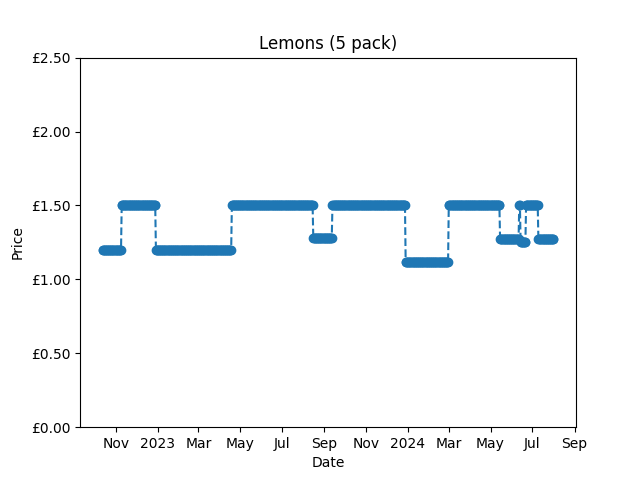 Lemons (5 pack)
£2.50
£2.00
£1.50
£1.00
£0.50
£0.00
Price
Nov 2023 Mar May Jul Sep Nov 2024 Mar May Jul Sep
Date